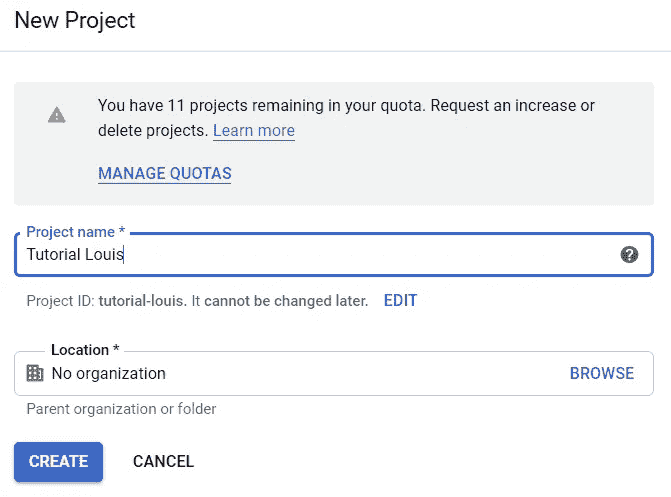 New Project
You have 11 projects remaining in your quota. Request an increase or
delete projects. Learn more
MANAGE QUOTAS
Project name *
Tutorial Louis
Project ID: tutorial-louis. It cannot be changed later. EDIT
Location *
No organization BROWSE
Parent organization or folder
CREATE CANCEL